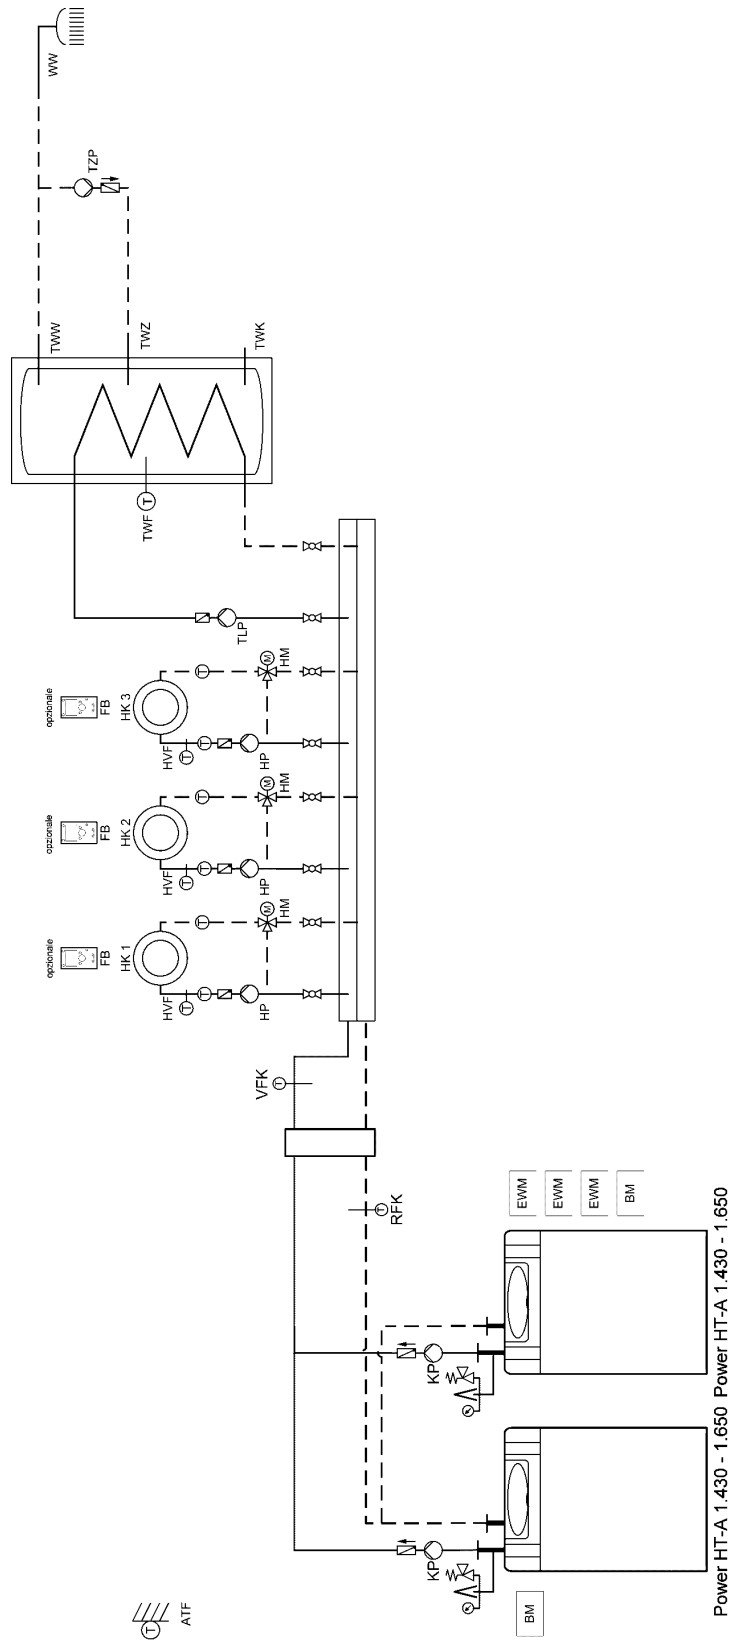 WW
TZP
TWW
TWZ
TWK
TWF
T
TLP
opzionale
FB
HK 3
HVF
T
T
T
HP
M
HM
opzionale
FB
HK 2
HVF
T
T
T
HP
M
HM
opzionale
FB
HK 1
HVF
T
T
T
HP
M
HM
VFK
T
T
RFK
EWM
EWM
EWM
BM
KP
Power HT-A 1.430 - 1.650
KP
BM
Power HT-A 1.430 - 1.650
T
ATF